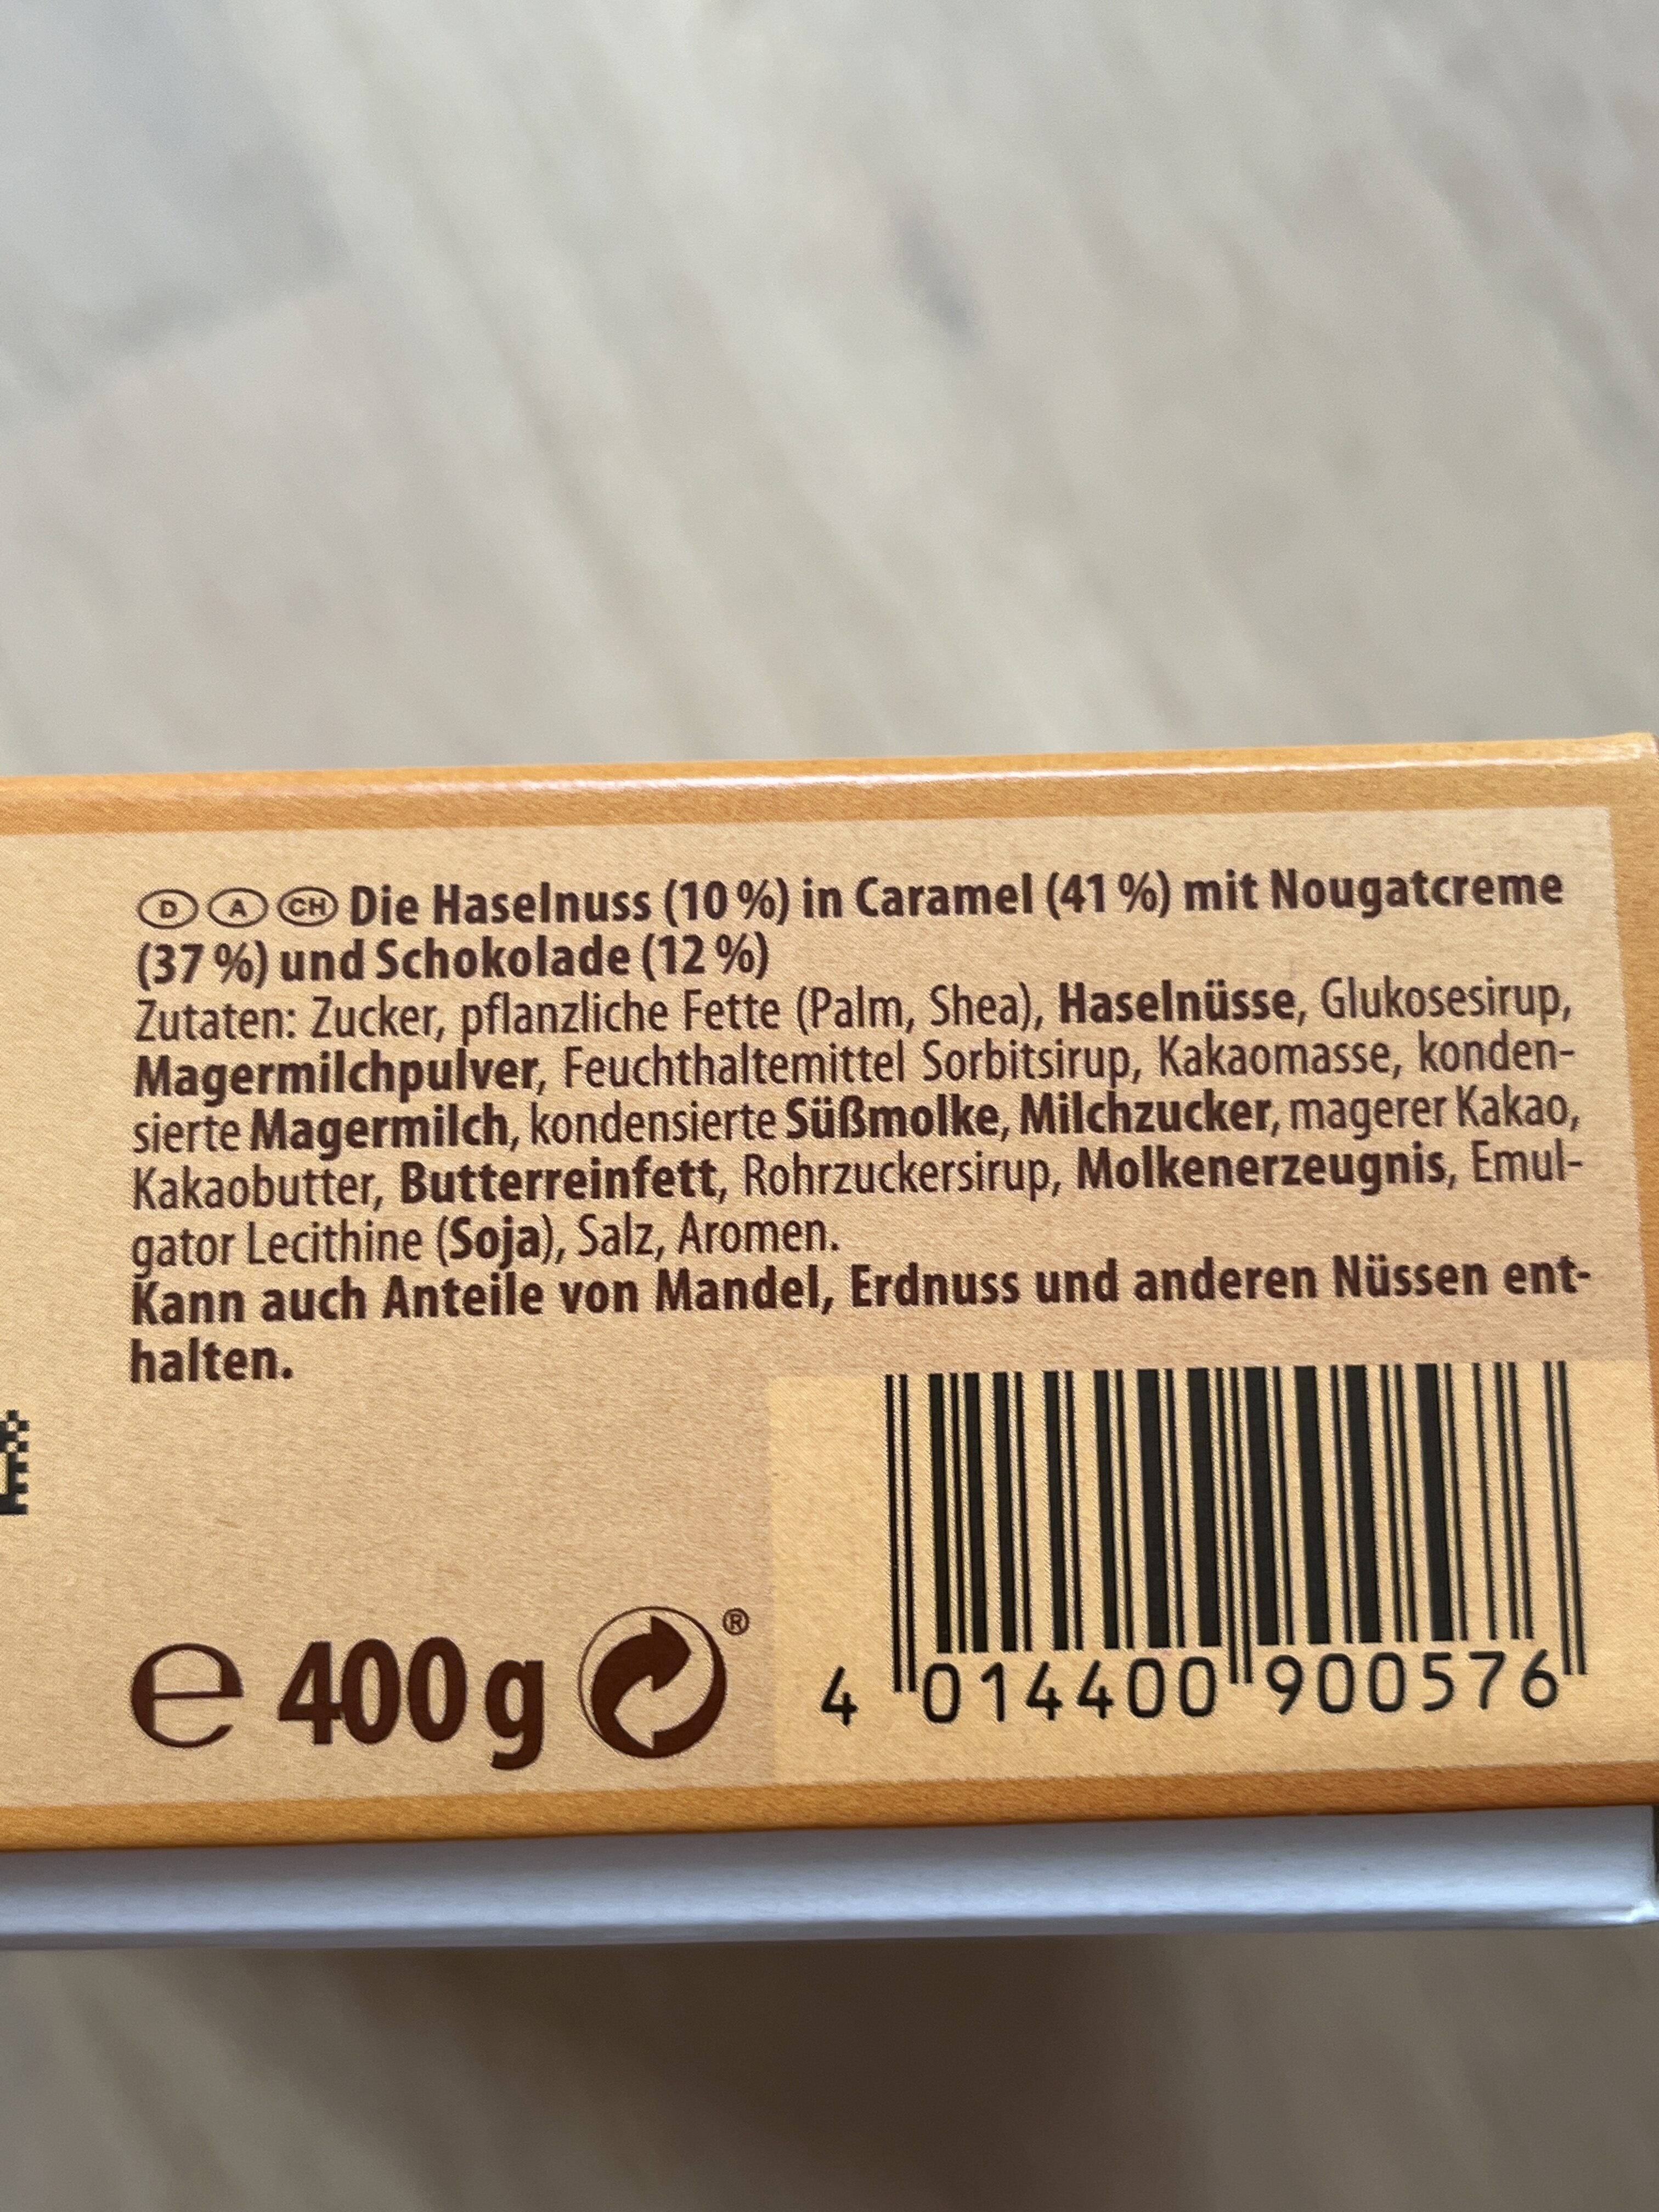 D A CH Die Haselnuss (10 %) in Caramel (41 %) mit Nougatcreme
(37 %) und Schokolade (12 %)
Zutaten: Zucker, pflanzliche Fette (Palm, Shea), Haselnüsse, Glukosesirup,
Magermilchpulver, Feuchthaltemittel Sorbitsirup, Kakaomasse, konden-
sierte Magermilch, kondensierte Süßmolke, Milchzucker, magerer Kakao,
Kakaobutter, Butterreinfett, Rohrzuckersirup, Molkenerzeugnis, Emul-
gator Lecithine (Soja), Salz, Aromen.
Kann auch Anteile von Mandel, Erdnuss und anderen Nüssen ent-
halten.
e 400 g ®
4 014400 900576